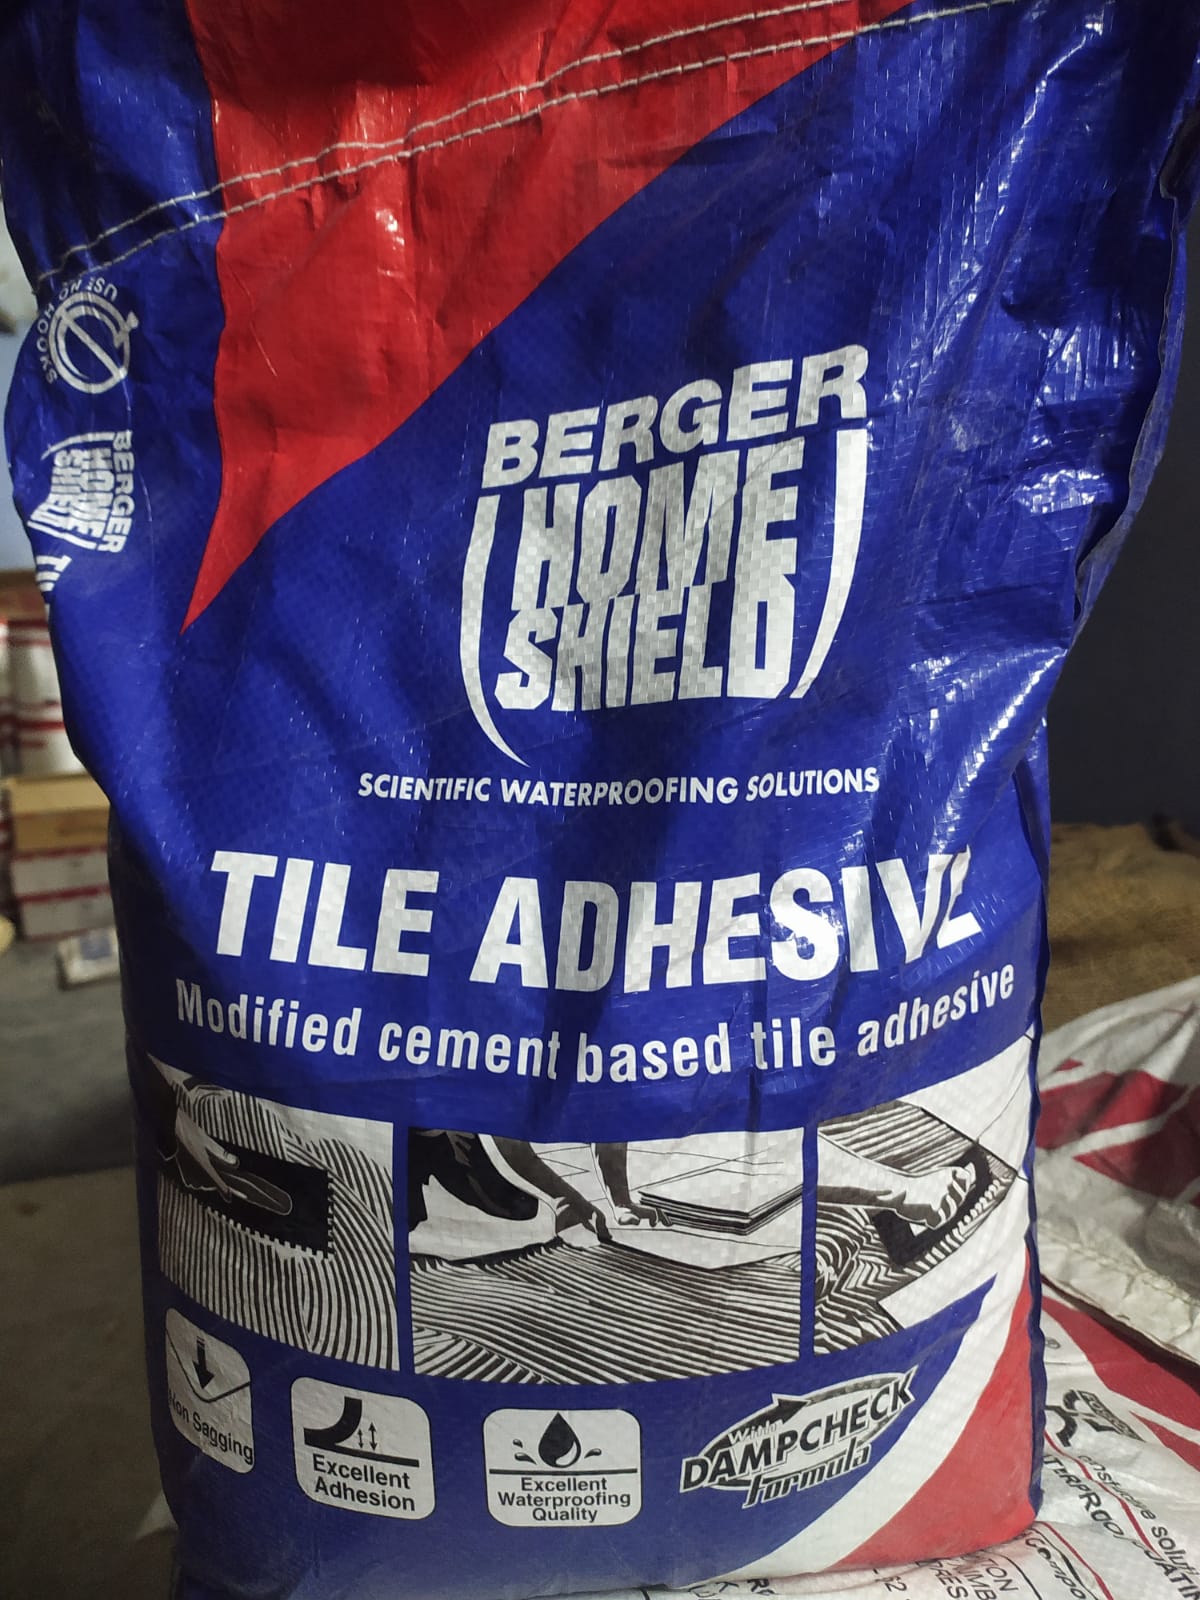 USE NO HOOKS
BERGER
HOME
SHIELD
BERGER
HOME
SHIELD
SCIENTIFIC WATERPROOFING SOLUTIONS
TILE ADHESIVE
Modified cement based tile adhesive
Non Sagging
Excellent
Adhesion
Excellent
Waterproofing
Quality
With
DAMPCHECK
formula